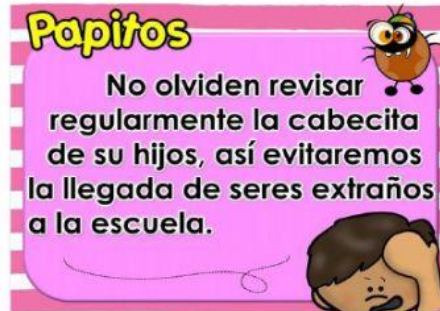 Papitos
No olviden revisar
regularmente la cabecita
de su hijos, así evitaremos
la llegada de seres extraños
a la escuela.